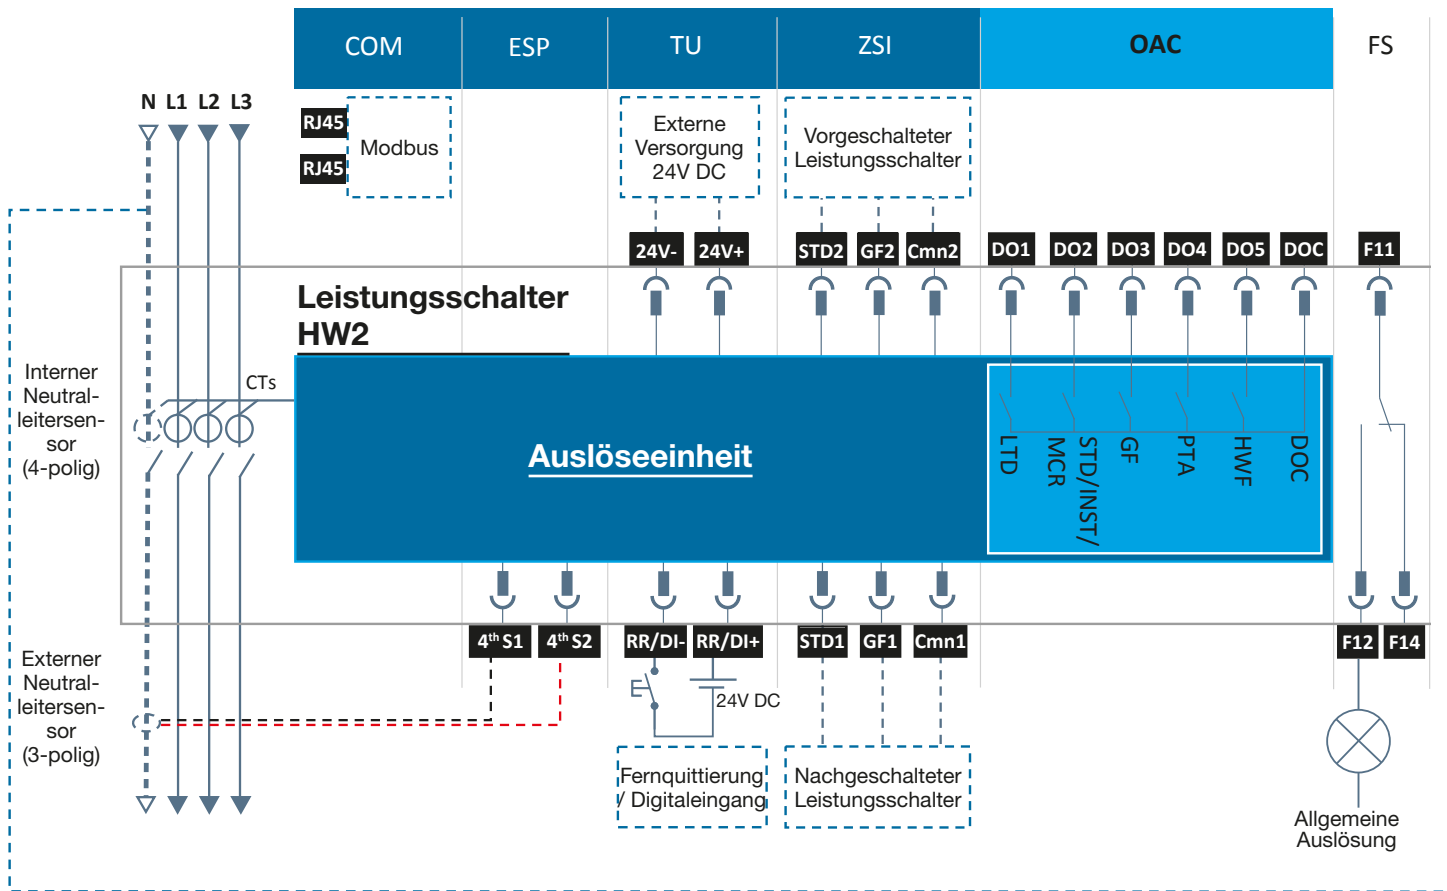 COM ESP TU ZSI OAC FS
N L1 L2 L3
RJ45
RJ45
Modbus
Externe
Versorgung
24V DC
Vorgeschalteter
Leistungsschalter
24V- 24V+ STD2 GF2 Cmn2 DO1 DO2 DO3 DO4 DO5 DOC F11
Leistungsschalter
HW2
Interner
Neutral-
leitersen-
sor
(4-polig)
CTs
Auslöseeinheit
LTD
MCR
STD/INST/
GF
PTA
HWF
DOC
4th S1 4th S2 RR/DI- RR/DI+ STD1 GF1 Cmn1 F12 F14
Externer
Neutral-
leitersen-
sor
(3-polig)
24V DC
Fernquittierung
/ Digitaleingang
Nachgeschalteter
Leistungsschalter
Allgemeine
Auslösung